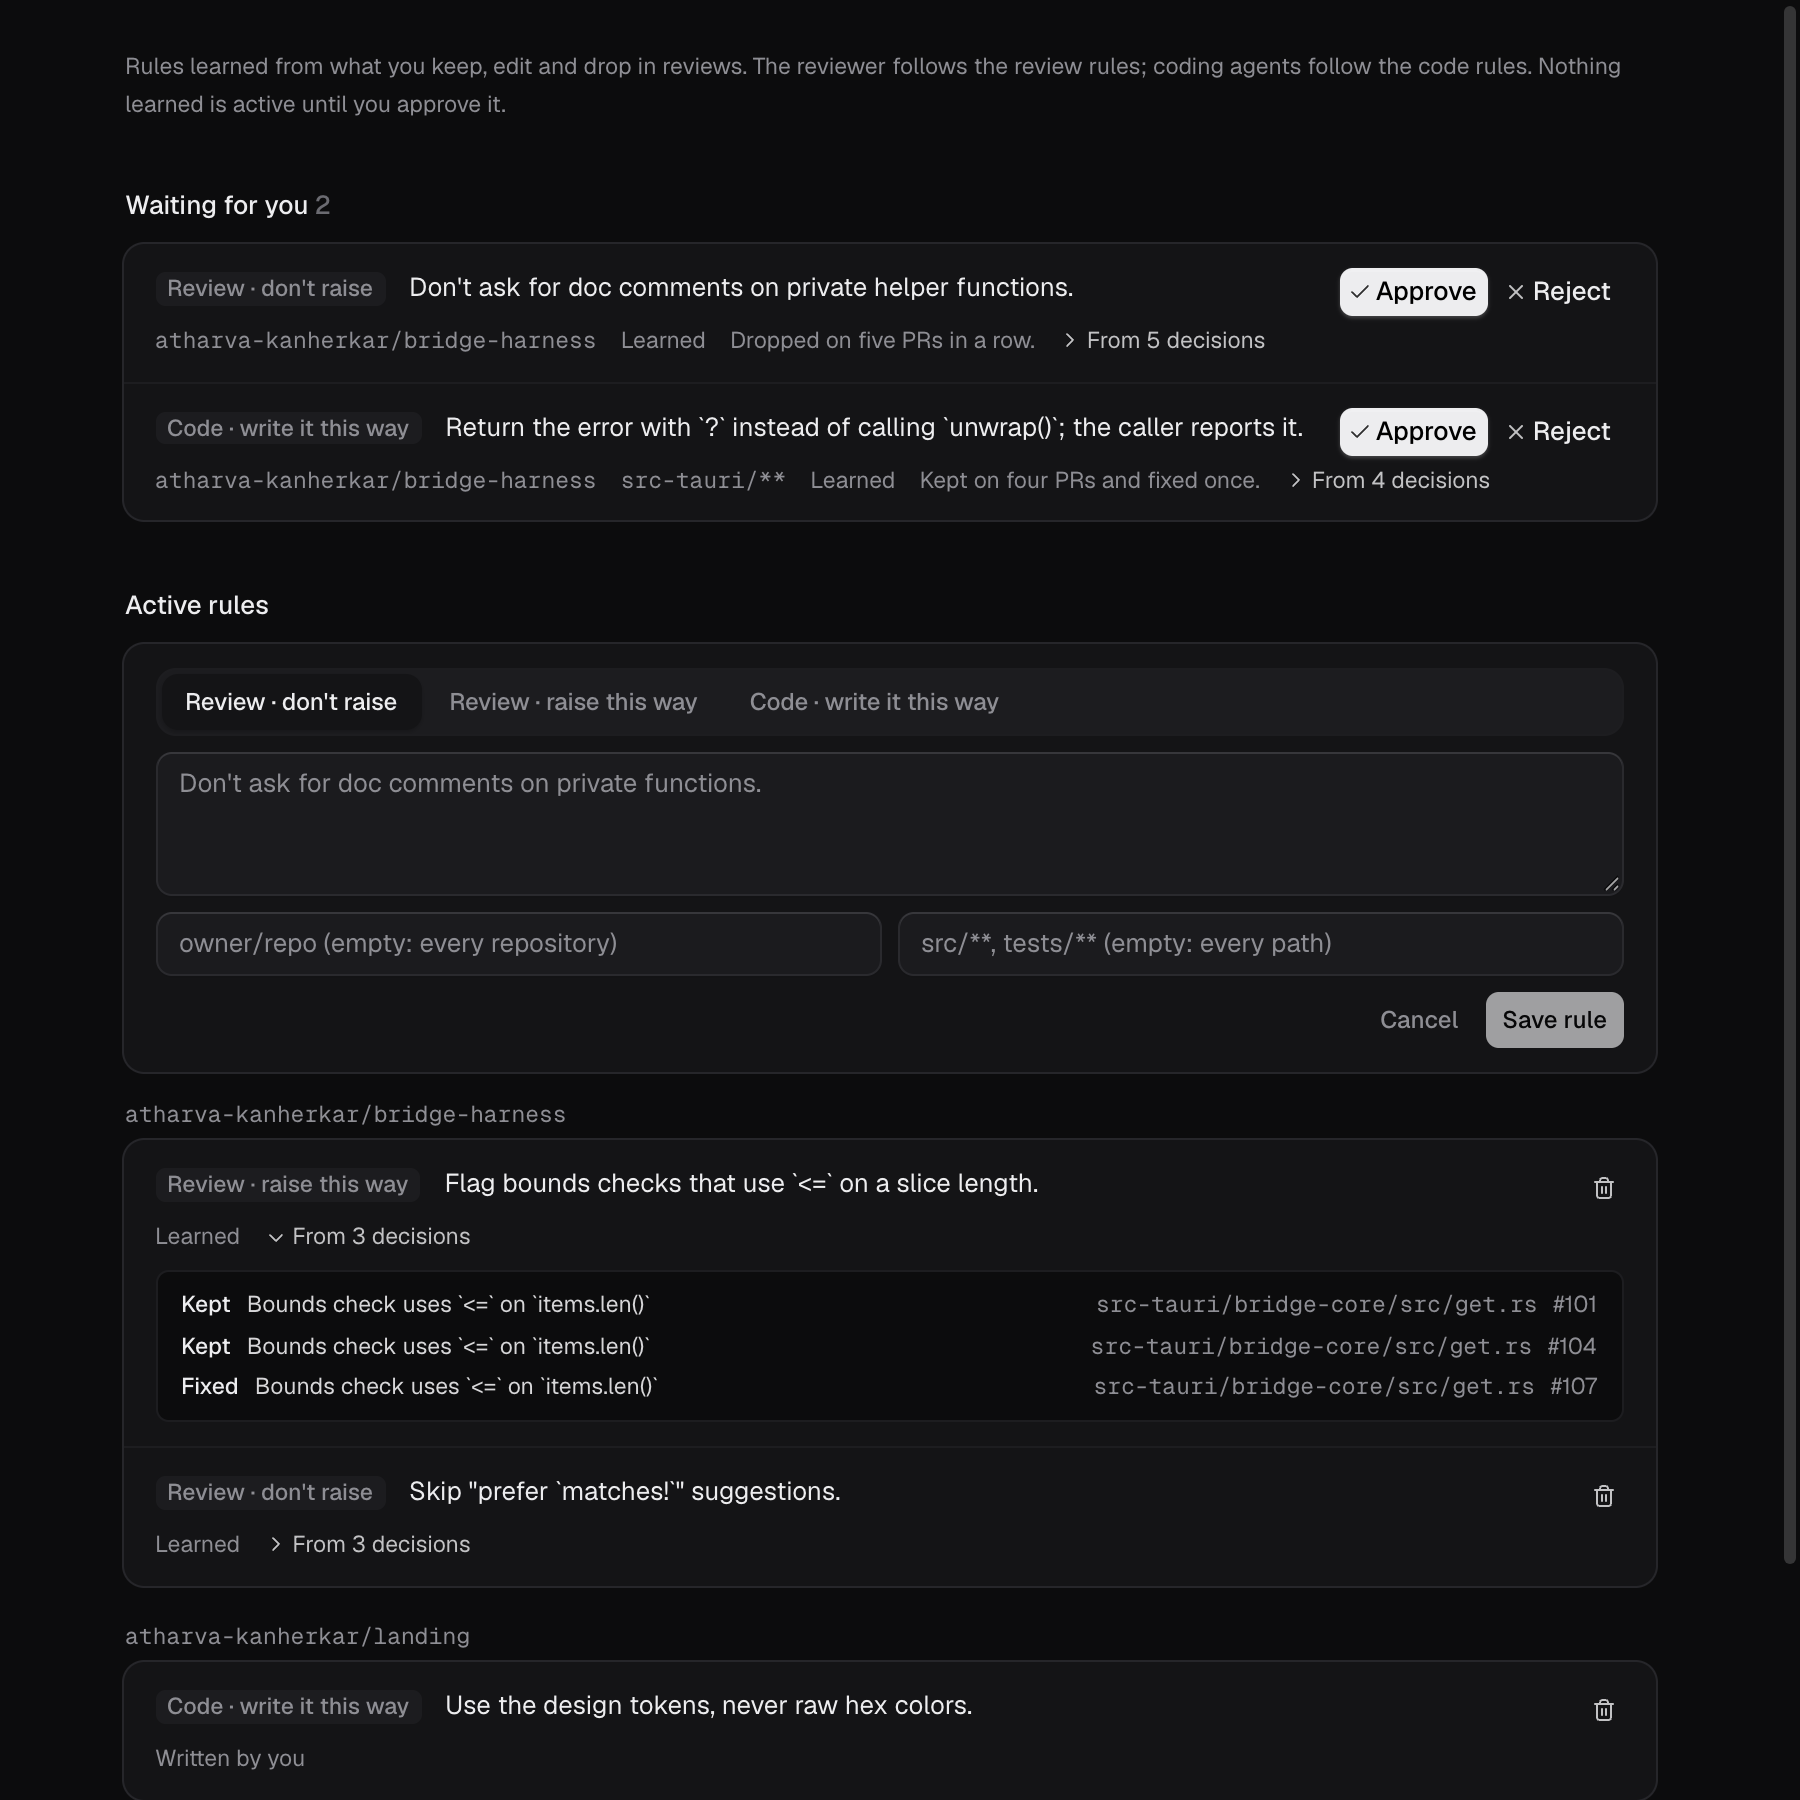 Rules learned from what you keep, edit and drop in reviews. The reviewer follows the review rules; coding agents follow the code rules. Nothing
learned is active until you approve it.
Waiting for you 2
Review · don't raise Don't ask for doc comments on private helper functions. Approve Reject
atharva-kanherkar/bridge-harness Learned Dropped on five PRs in a row. From 5 decisions
Code · write it this way Return the error with `?` instead of calling `unwrap()`; the caller reports it. Approve Reject
atharva-kanherkar/bridge-harness src-tauri/** Learned Kept on four PRs and fixed once. From 4 decisions
Active rules
Review · don't raise Review · raise this way Code · write it this way
Don't ask for doc comments on private functions.
owner/repo (empty: every repository) src/**, tests/** (empty: every path)
Cancel Save rule
atharva-kanherkar/bridge-harness
Review · raise this way Flag bounds checks that use `<=` on a slice length.
Learned From 3 decisions
Kept Bounds check uses `<=` on `items.len()` src-tauri/bridge-core/src/get.rs #101
Kept Bounds check uses `<=` on `items.len()` src-tauri/bridge-core/src/get.rs #104
Fixed Bounds check uses `<=` on `items.len()` src-tauri/bridge-core/src/get.rs #107
Review · don't raise Skip "prefer `matches!`" suggestions.
Learned From 3 decisions
atharva-kanherkar/landing
Code · write it this way Use the design tokens, never raw hex colors.
Written by you